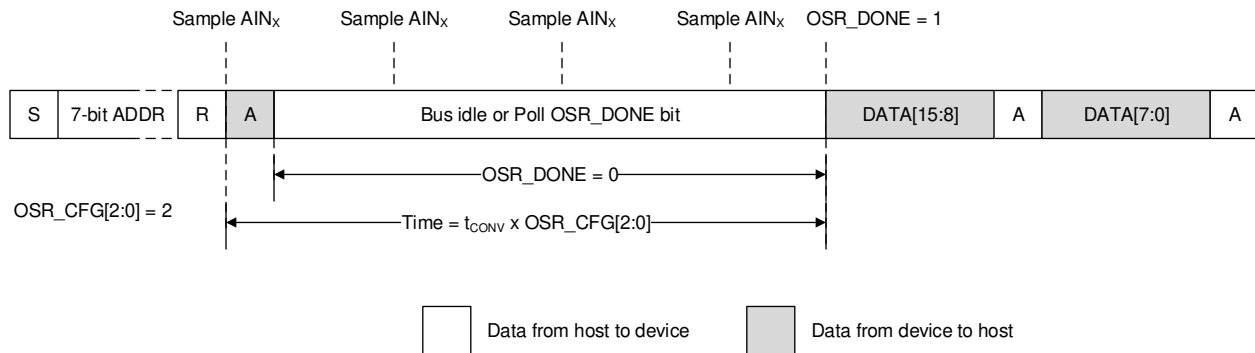 Sample AINX Sample AINX Sample AINX Sample AINX OSR_DONE = 1
S 7-bit ADDR R A Bus idle or Poll OSR_DONE bit DATA[15:8] A DATA[7:0] A
OSR_DONE = 0
OSR_CFG[2:0] = 2
Time = tCONV x OSR_CFG[2:0]
Data from host to device Data from device to host